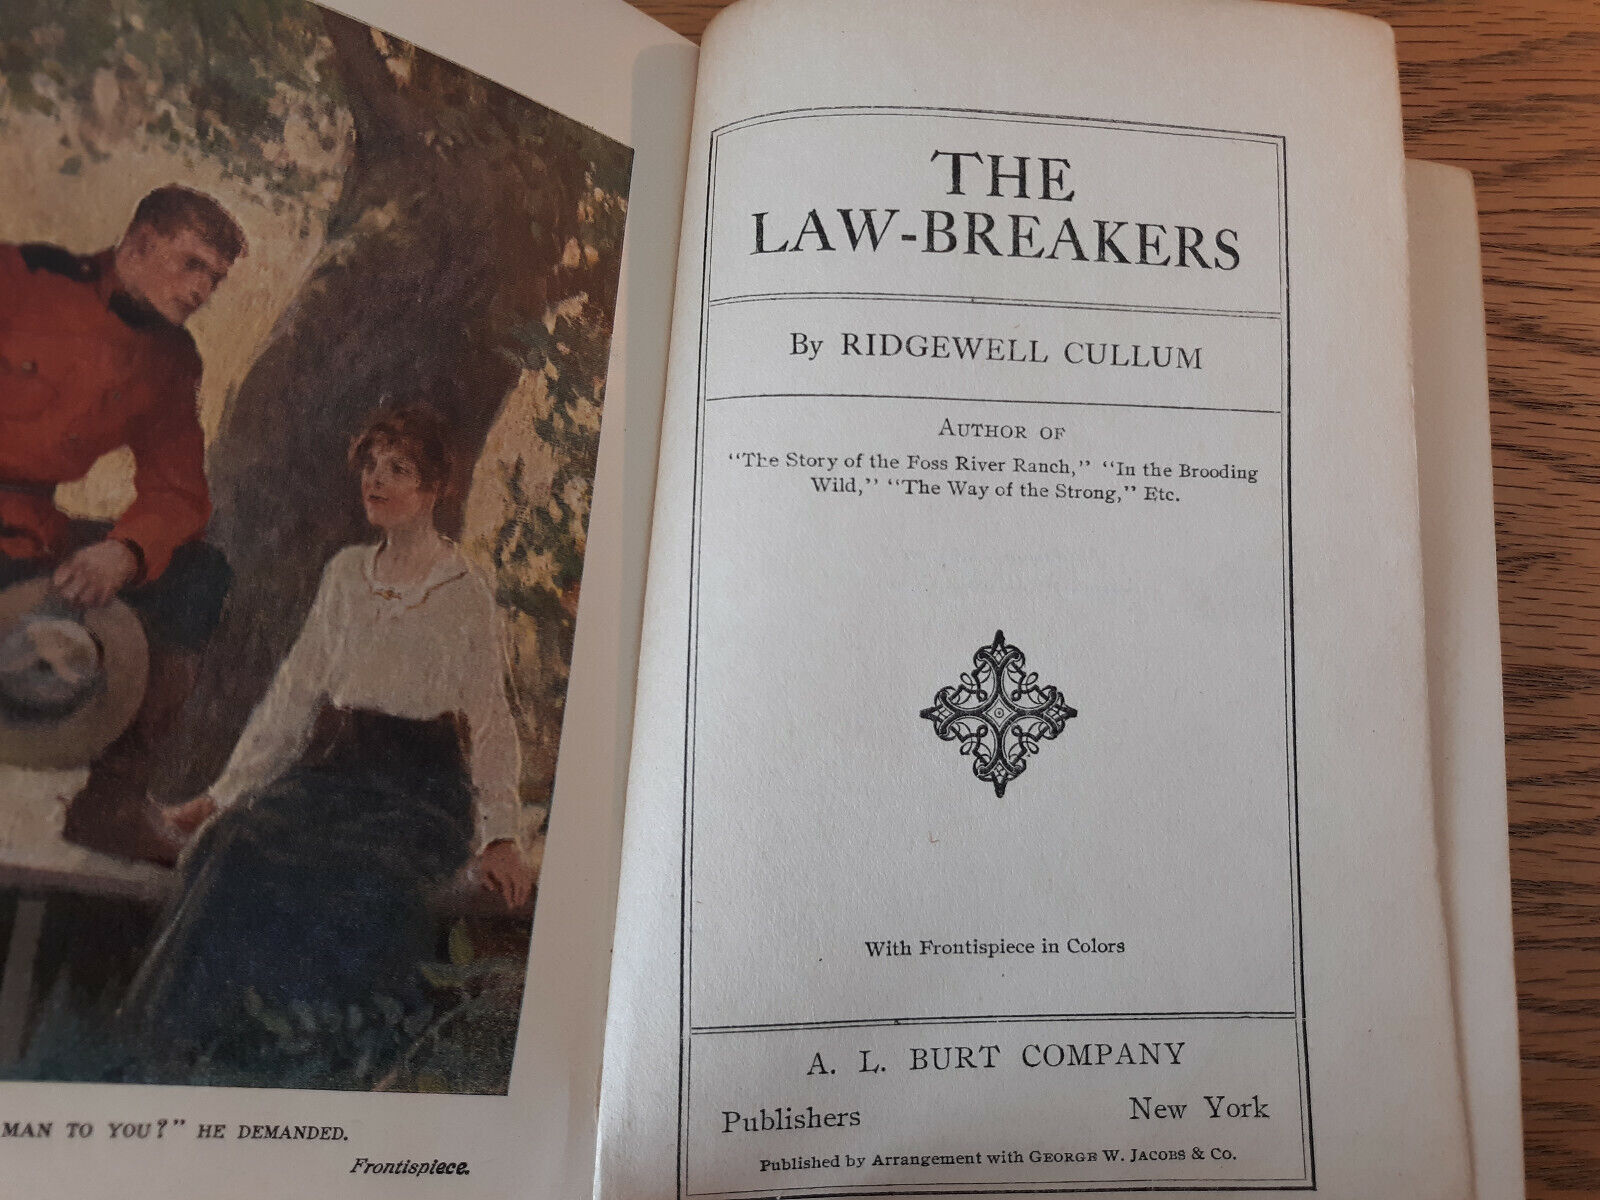 MAN TO YOU?" HE DEMANDED.
Frontispiece.
THE
LAW-BREAKERS
By RIDGEWELL CULLUM
AUTHOR OF
"The Story of the Foss River Ranch," "In the Brooding
Wild," "The Way of the Strong," Etc.
With Frontispiece in Colors
A. L. BURT COMPANY
Publishers New York
Published by Arrangement with GEORGE W. JACOBS & CO.